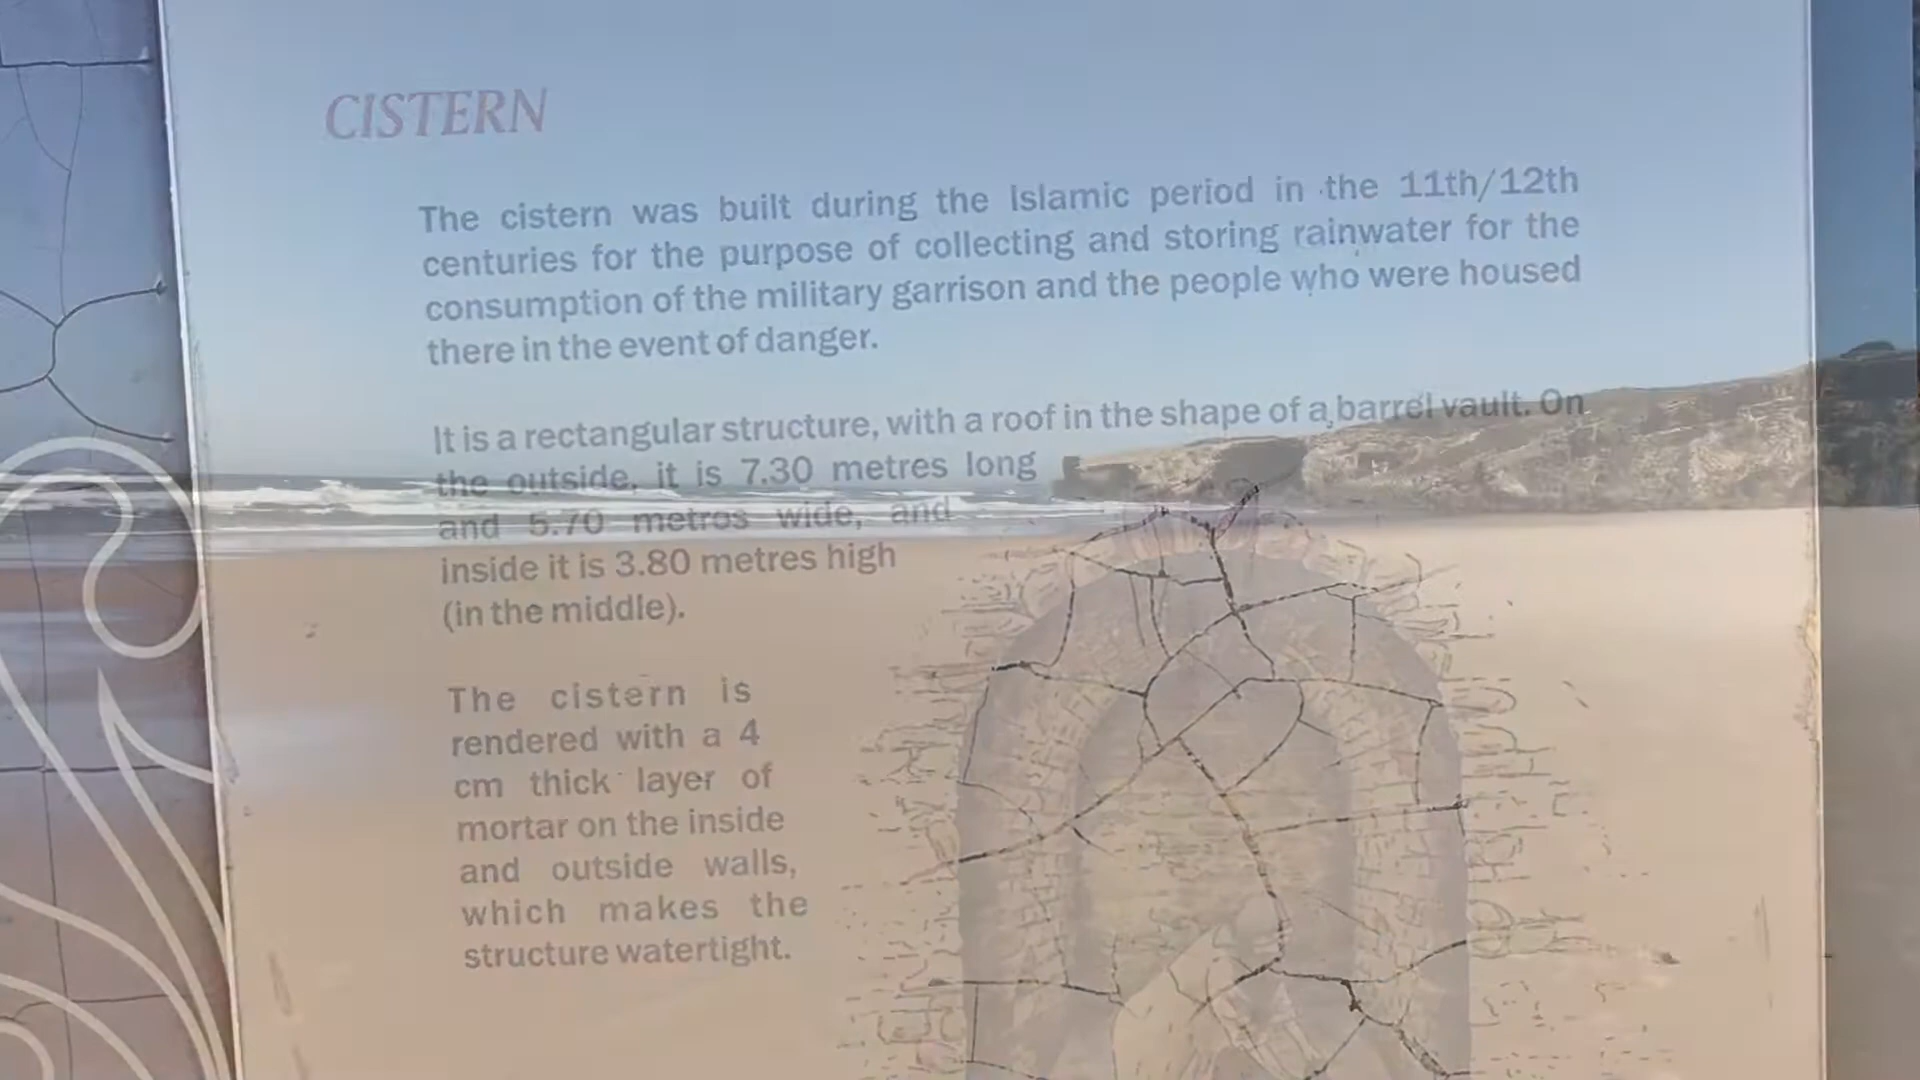 CISTERN
The cistern was built during the Islamic period in the 11th/12th
centuries for the purpose of collecting and storing rainwater for the
consumption of the military garrison and the people who were housed
there in the event of danger.
It is a rectangular structure, with a roof in the shape of a barrel vault. On
the outside, it is 7.30 metres long
and 5.70 metros wide, and
inside it is 3.80 metres high
(in the middle).
The cistern is
rendered with a 4
cm thick layer of
mortar on the inside
and outside walls,
which makes the
structure watertight.